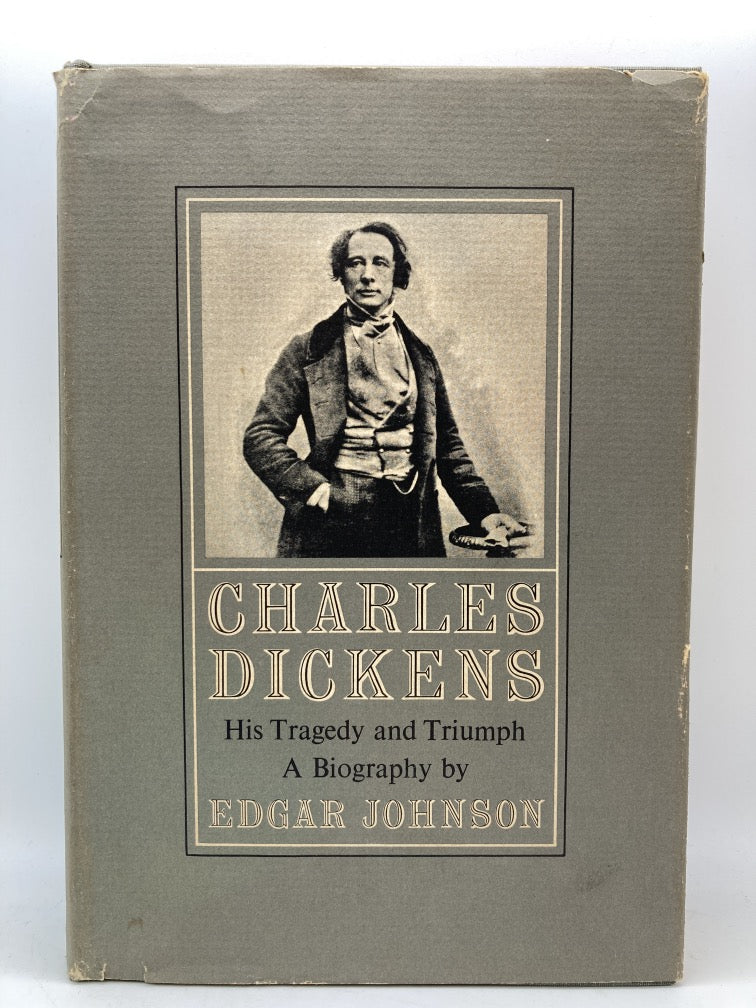 CHARLES
DICKENS
His Tragedy and Triumph
A Biography by
EDGAR JOHNSON